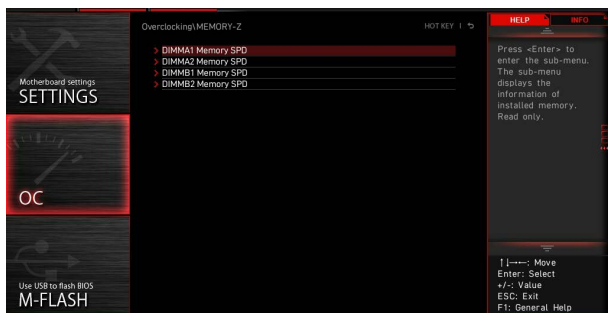 Overclocking\MEMORY-Z
HOT KEY
HELP
INFO
DIMMA1 Memory SPD
DIMMA2 Memory SPD
DIMMB1 Memory SPD
DIMMB2 Memory SPD
Press <Enter> to
enter the sub-menu.
The sub-menu
displays the
information of
installed memory.
Read only.
Motherboard settings
SETTINGS
OC
Use USB to flash BIOS
M-FLASH
↑↓→←: Move
Enter: Select
+/-: Value
ESC: Exit
F1: General Help